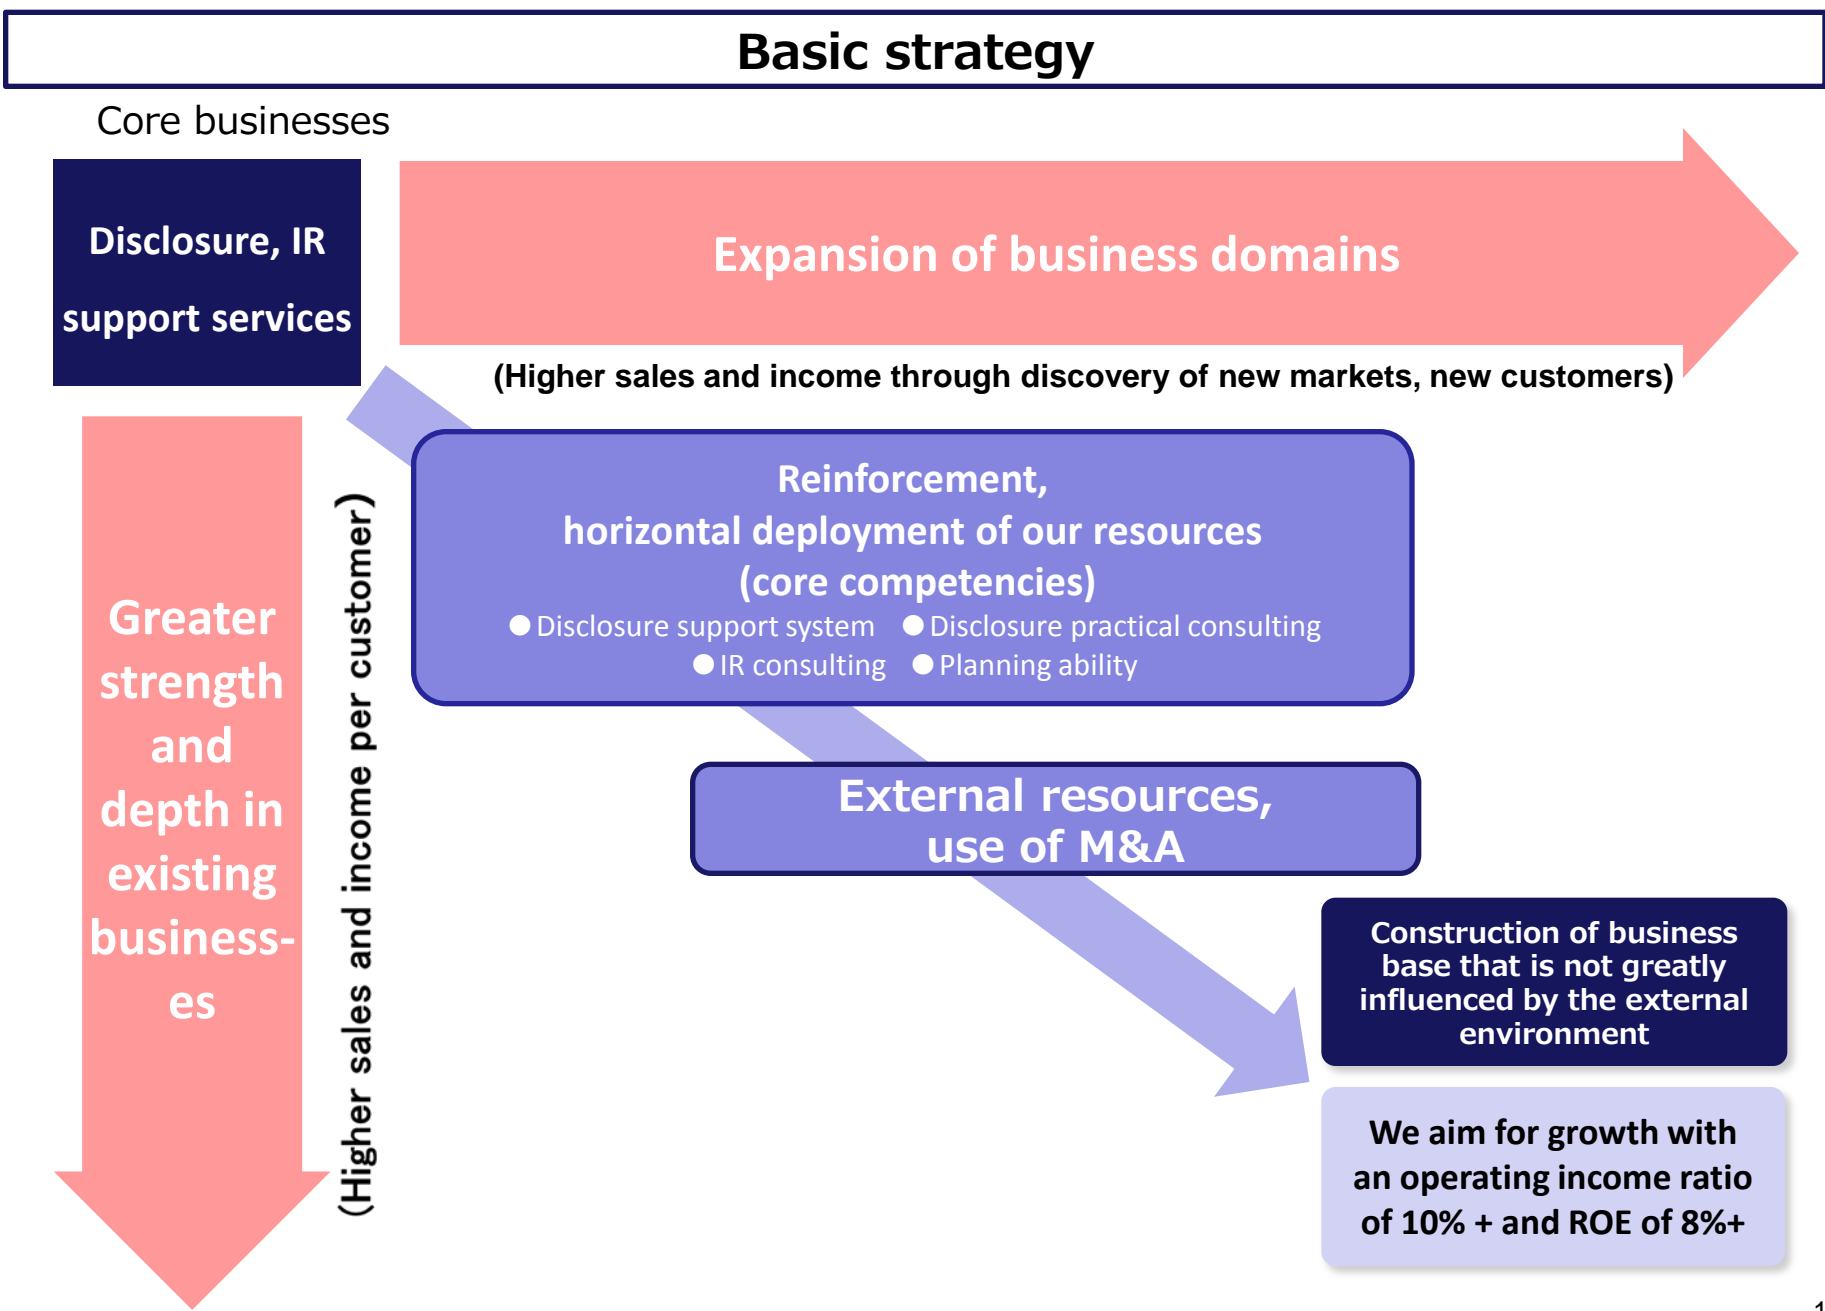 Basic strategy
Core businesses
Disclosure, IR
support services
Expansion of business domains
(Higher sales and income through discovery of new markets, new customers)
Greater
strength
and
depth in
existing
business-
es
(Higher sales and income per customer)
Reinforcement,
horizontal deployment of our resources
(core competencies)
●Disclosure support system ●Disclosure practical consulting
●IR consulting ●Planning ability
External resources,
use of M&A
Construction of business
base that is not greatly
influenced by the external
environment
We aim for growth with
an operating income ratio
of 10% + and ROE of 8%+